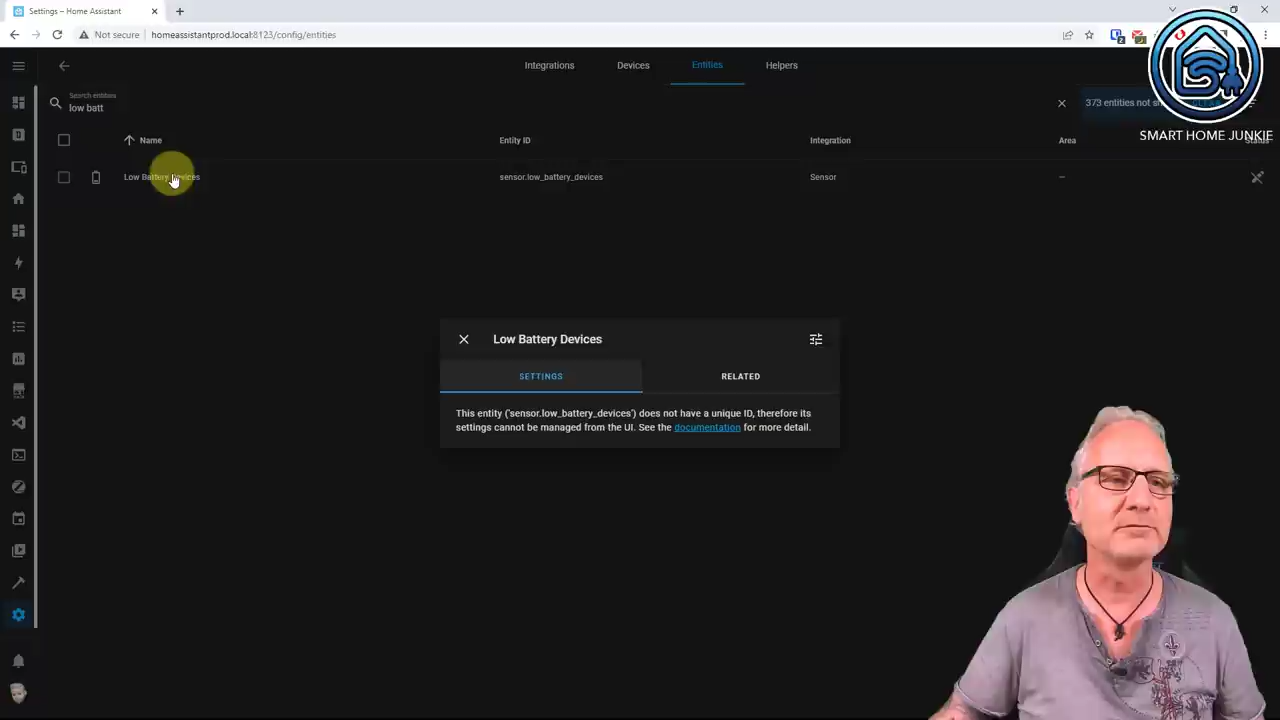 Settings – Home Assistant
Not secure
homeassistantprod.local:8123/config/entities
Integrations
Devices
Entities
Helpers
Search entities
low batt
373 entities not
SMART HOME JUNKIE
Name
Entity ID
Integration
Area
Status
Low Battery Devices
sensor.low_battery_devices
Sensor
—
Low Battery Devices
SETTINGS
RELATED
This entity ('sensor.low_battery_devices') does not have a unique ID, therefore its
settings cannot be managed from the UI. See the documentation for more detail.